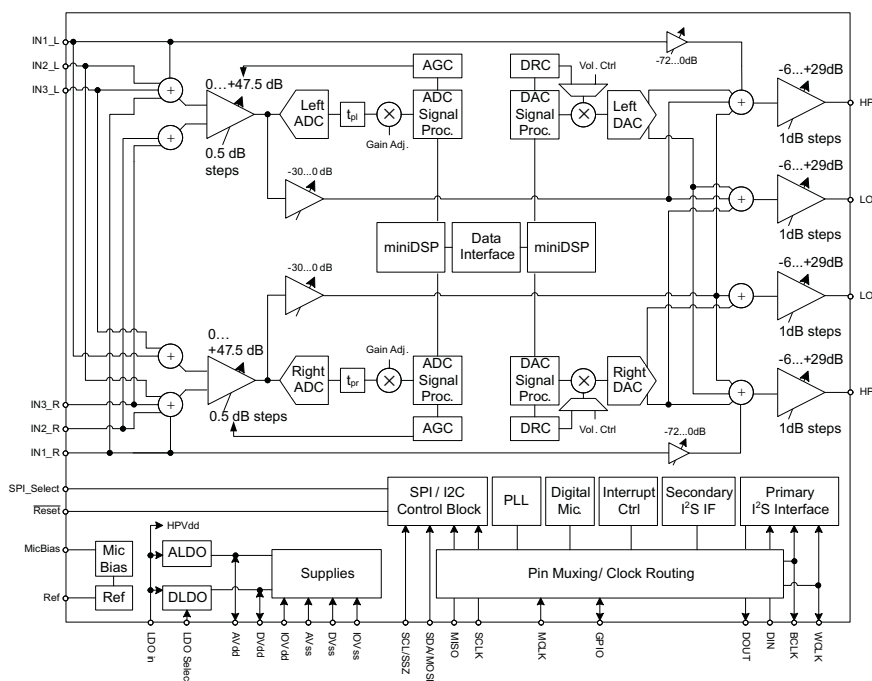 IN1_L
IN2_L
IN3_L
0…+47.5 dB
AGC
DRC
Vol. Ctrl
-72...0dB
-6...+29dB
HP
Left
ADC
tpl
Gain Adj.
ADC
Signal
Proc.
DAC
Signal
Proc.
Left
DAC
0.5 dB
steps
1dB steps
-30...0 dB
-6...+29dB
LO
1dB steps
miniDSP
Data
Interface
miniDSP
-30...0 dB
-6...+29dB
LO
1dB steps
0…
+47.5 dB
Right
ADC
tpr
Gain Adj.
ADC
Signal
Proc.
DAC
Signal
Proc.
Right
DAC
-6...+29dB
HP
1dB steps
0.5 dB steps
AGC
DRC
Vol. Ctrl
-72...0dB
IN3_R
IN2_R
IN1_R
SPI_Select
Reset
SPI / I2C
Control Block
PLL
Digital
Mic.
Interrupt
Ctrl
Secondary
I²S IF
Primary
I²S Interface
HPVdd
MicBias
Mic
Bias
ALDO
Supplies
Pin Muxing/ Clock Routing
Ref
Ref
DLDO
LDO in
LDO Selec
AVdd
DVdd
IOVdd
AVss
DVss
IOVss
SCL/SSZ
SDA/MOSI
MISO
SCLK
MCLK
GPIO
DOUT
DIN
BCLK
WCLK